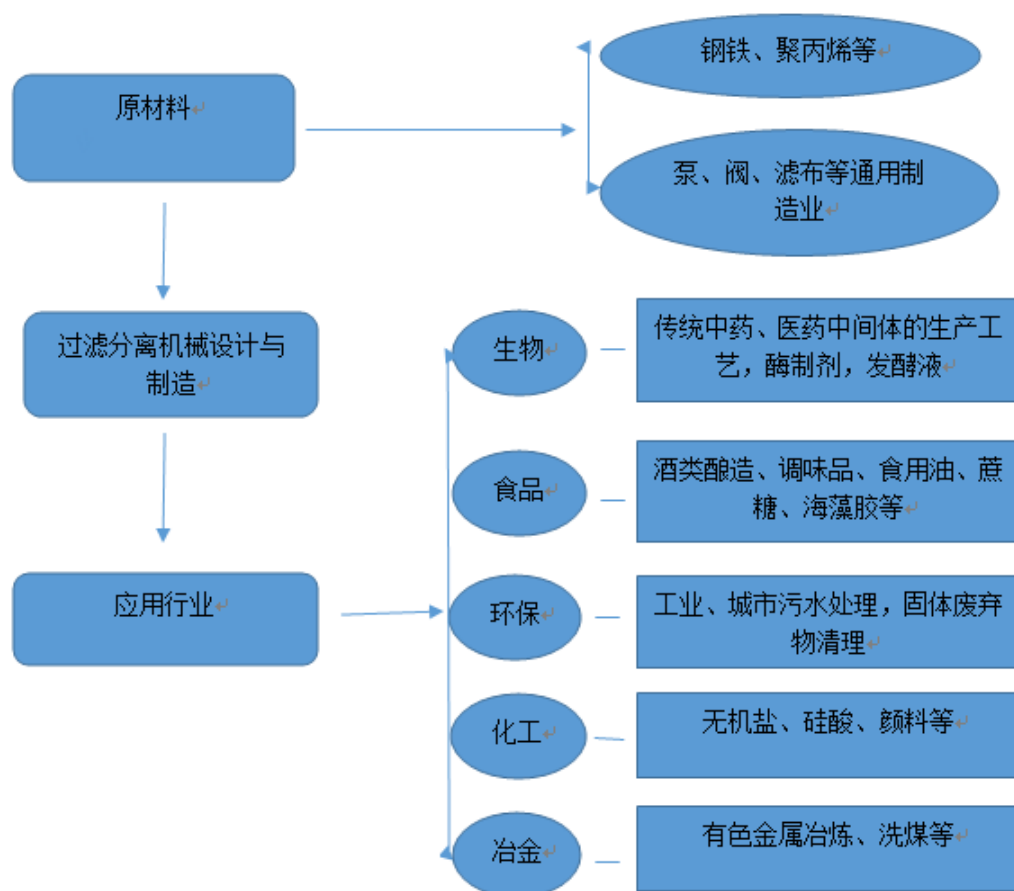 钢铁、聚丙烯等
原材料
泵、阀、滤布等通用制
造业
过滤分离机械设计与
制造
生物
传统中药、医药中间体的生产工
艺，酶制剂，发酵液
食品
酒类酿造、调味品、食用油、蔗
糖、海藻胶等
应用行业
环保
工业、城市污水处理，固体废弃
物清理
化工
无机盐、硅酸、颜料等
冶金
有色金属冶炼、洗煤等